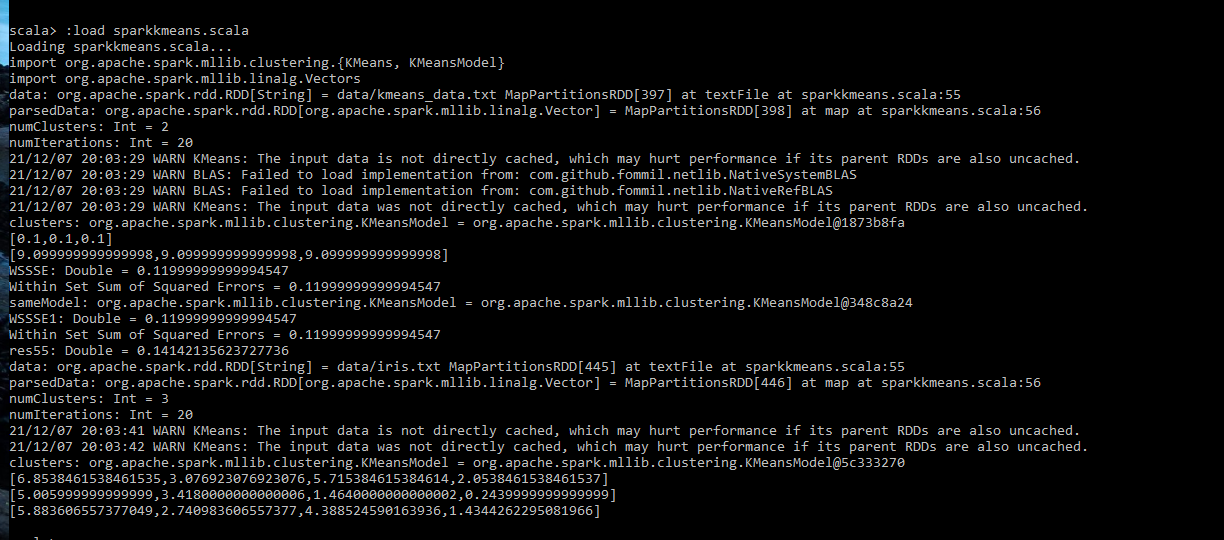 scala> :load sparkkmeans.scala
Loading sparkkmeans.scala...
import org.apache.spark.mllib.clustering.{KMeans, KMeansModel}
import org.apache.spark.mllib.linalg.Vectors
data: org.apache.spark.rdd.RDD[String] = data/kmeans_data.txt MapPartitionsRDD[397] at textFile at sparkkmeans.scala:55
parsedData: org.apache.spark.rdd.RDD[org.apache.spark.mllib.linalg.Vector] = MapPartitionsRDD[398] at map at sparkkmeans.scala:56
numClusters: Int = 2
numIterations: Int = 20
21/12/07 20:03:29 WARN KMeans: The input data is not directly cached, which may hurt performance if its parent RDDs are also uncached.
21/12/07 20:03:29 WARN BLAS: Failed to load implementation from: com.github.fommil.netlib.NativeSystemBLAS
21/12/07 20:03:29 WARN BLAS: Failed to load implementation from: com.github.fommil.netlib.NativeRefBLAS
21/12/07 20:03:29 WARN KMeans: The input data was not directly cached, which may hurt performance if its parent RDDs are also uncached.
clusters: org.apache.spark.mllib.clustering.KMeansModel = org.apache.spark.mllib.clustering.KMeansModel@1873b8fa
[0.1,0.1,0.1]
[9.099999999999998,9.099999999999998,9.099999999999998]
WSSSE: Double = 0.11999999999994547
Within Set Sum of Squared Errors = 0.11999999999994547
sameModel: org.apache.spark.mllib.clustering.KMeansModel = org.apache.spark.mllib.clustering.KMeansModel@348c8a24
WSSSE1: Double = 0.11999999999994547
Within Set Sum of Squared Errors = 0.11999999999994547
res55: Double = 0.14142135623727736
data: org.apache.spark.rdd.RDD[String] = data/iris.txt MapPartitionsRDD[445] at textFile at sparkkmeans.scala:55
parsedData: org.apache.spark.rdd.RDD[org.apache.spark.mllib.linalg.Vector] = MapPartitionsRDD[446] at map at sparkkmeans.scala:56
numClusters: Int = 3
numIterations: Int = 20
21/12/07 20:03:41 WARN KMeans: The input data is not directly cached, which may hurt performance if its parent RDDs are also uncached.
21/12/07 20:03:42 WARN KMeans: The input data was not directly cached, which may hurt performance if its parent RDDs are also uncached.
clusters: org.apache.spark.mllib.clustering.KMeansModel = org.apache.spark.mllib.clustering.KMeansModel@5c333270
[6.8538461538461535,3.076923076923076,5.715384615384614,2.0538461538461537]
[5.005999999999999,3.4180000000000006,1.4640000000000002,0.2439999999999999]
[5.883606557377049,2.740983606557377,4.388524590163936,1.4344262295081966]